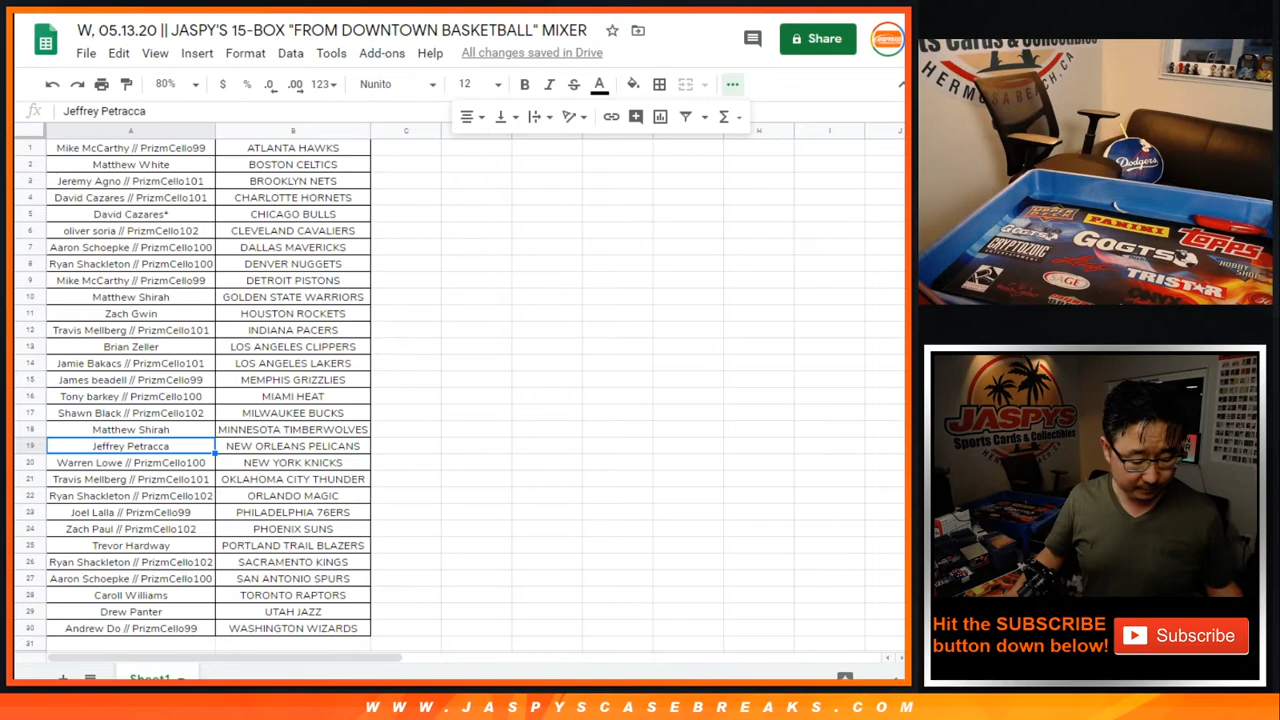 W, 05.13.20 || JASPY'S 15-BOX "FROM DOWNTOWN BASKETBALL" MIXER
File Edit View Insert Format Data Tools Add-ons Help All changes saved in Drive
Share
80% $ % .0 .00 123 Nunito 12 B I S A
fx Jeffrey Petracca
A B C H I J
1 Mike McCarthy // PrizmCello99 ATLANTA HAWKS
2 Matthew White BOSTON CELTICS
3 Jeremy Agno // PrizmCello101 BROOKLYN NETS
4 David Cazares // PrizmCello101 CHARLOTTE HORNETS
5 David Cazares* CHICAGO BULLS
6 oliver soria // PrizmCello102 CLEVELAND CAVALIERS
7 Aaron Schoepke // PrizmCello100 DALLAS MAVERICKS
8 Ryan Shackleton // PrizmCello100 DENVER NUGGETS
9 Mike McCarthy // PrizmCello99 DETROIT PISTONS
10 Matthew Shirah GOLDEN STATE WARRIORS
11 Zach Gwin HOUSTON ROCKETS
12 Travis Mellberg // PrizmCello101 INDIANA PACERS
13 Brian Zeller LOS ANGELES CLIPPERS
14 Jamie Bakacs // PrizmCello101 LOS ANGELES LAKERS
15 James beadell // PrizmCello99 MEMPHIS GRIZZLIES
16 Tony barkey // PrizmCello100 MIAMI HEAT
17 Shawn Black // PrizmCello102 MILWAUKEE BUCKS
18 Matthew Shirah MINNESOTA TIMBERWOLVES
19 Jeffrey Petracca NEW ORLEANS PELICANS
20 Warren Lowe // PrizmCello100 NEW YORK KNICKS
21 Travis Mellberg // PrizmCello101 OKLAHOMA CITY THUNDER
22 Ryan Shackleton // PrizmCello102 ORLANDO MAGIC
23 Joel Lalla // PrizmCello99 PHILADELPHIA 76ERS
24 Zach Paul // PrizmCello102 PHOENIX SUNS
25 Trevor Hardway PORTLAND TRAIL BLAZERS
26 Ryan Shackleton // PrizmCello102 SACRAMENTO KINGS
27 Aaron Schoepke // PrizmCello100 SAN ANTONIO SPURS
28 Caroll Williams TORONTO RAPTORS
29 Drew Panter UTAH JAZZ
30 Andrew Do // PrizmCello99 WASHINGTON WIZARDS
31
Sheet1
ts Cards & Collectibles
HERMOSA BEACH, CA
Dodgers
UPPER DECK
PANINI
TOPPS
GOGTS
GOGTS
HOBBY SHOP
CRYPTOZOIC
ENTERTAINMENT
Leaf
SAGE
TRISTAR
JASPYS
Sports Cards & Collectibles
Hit the SUBSCRIBE
button down below!
Subscribe
WWW.JASPYSCASEBREAKS.COM